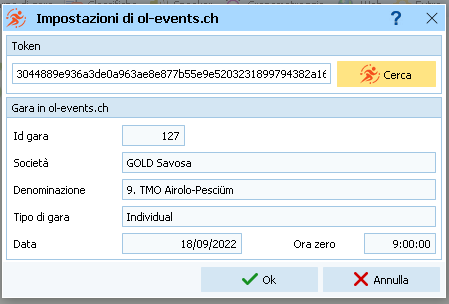 Impostazioni di ol-events.ch ?
Token
3044889e936a3de0a963ae8e877b55e9e5203231899794382a16 Cerca
Gara in ol-events.ch
Id gara 127
Società GOLD Savosa
Denominazione 9. TMO Airolo-Pesciüm
Tipo di gara Individual
Data 18/09/2022 Ora zero 9:00:00
Ok Annulla